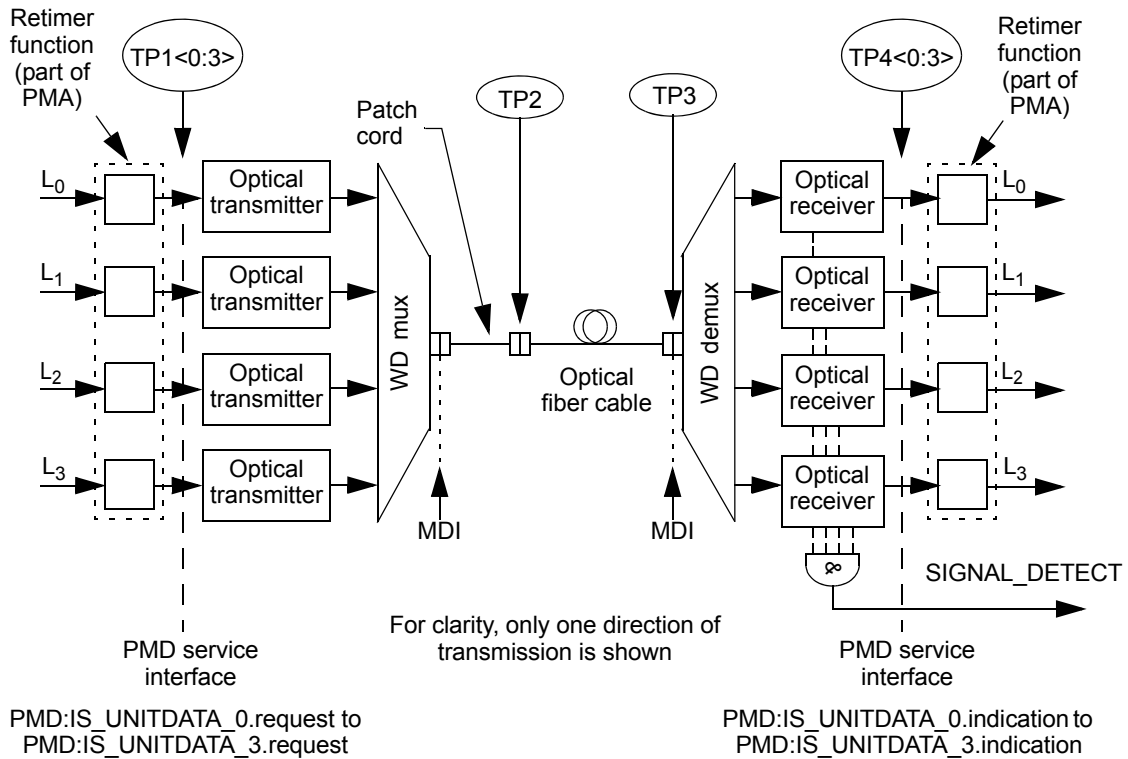 Retimer
function
(part of
PMA)
TP1<0:3>
Patch
cord
TP2
TP3
TP4<0:3>
Retimer
function
(part of
PMA)
L0
Optical
transmitter
Optical
receiver
L0
L1
Optical
transmitter
Optical
receiver
L1
WD mux
WD demux
Optical
fiber cable
L2
Optical
transmitter
Optical
receiver
L2
L3
Optical
transmitter
Optical
receiver
L3
MDI
MDI
&
SIGNAL_DETECT
For clarity, only one direction of
transmission is shown
PMD service
interface
PMD service
interface
PMD:IS_UNITDATA_0.request to
PMD:IS_UNITDATA_3.request
PMD:IS_UNITDATA_0.indication to
PMD:IS_UNITDATA_3.indication